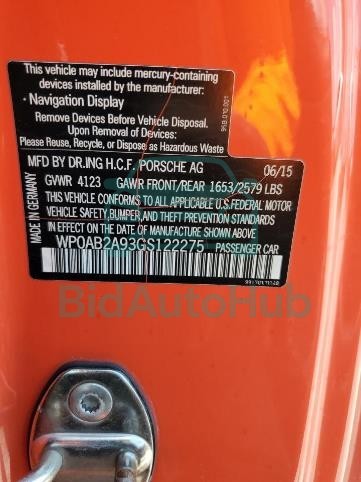 This vehicle may include mercury-containing
devices installed by the manufacturer:
· Navigation Display
Remove Devices Before Vehicle Disposal.
Upon Removal of Devices:
Please Reuse, Recycle, or Dispose as Hazardous Waste
MADE IN GERMANY
MFD BY DR.ING H.C.F. PORSCHE AG 06/15
GVWR 4123 GAWR FRONT/REAR 1653/2579 LBS
THIS VEHICLE CONFORMS TO ALL APPLICABLE U.S.FEDERAL MOTOR
VEHICLE SAFETY,BUMPER,AND THEFT PREVENTION STANDARDS
IN EFFECT ON THE DATE OF MANUFACTURE SHOWN ABOVE.
WP0AB2A93GS122275 PASSENGER CAR
BidAutoHub